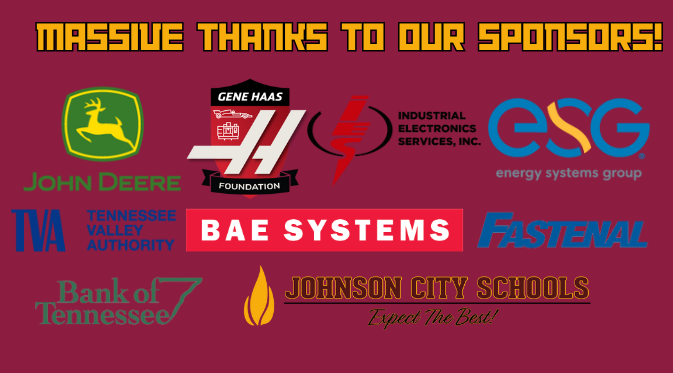 MASSIVE THANKS TO OUR SPONSORS!
JOHN DEERE
GENE HAAS
H
FOUNDATION
INDUSTRIAL
ELECTRONICS
SERVICES, INC.
esG
energy systems group
TVA
TENNESSEE
VALLEY
AUTHORITY
BAE SYSTEMS
FASTENAL
Bank of
Tennessee
JOHNSON CITY SCHOOLS
Expect The Best!